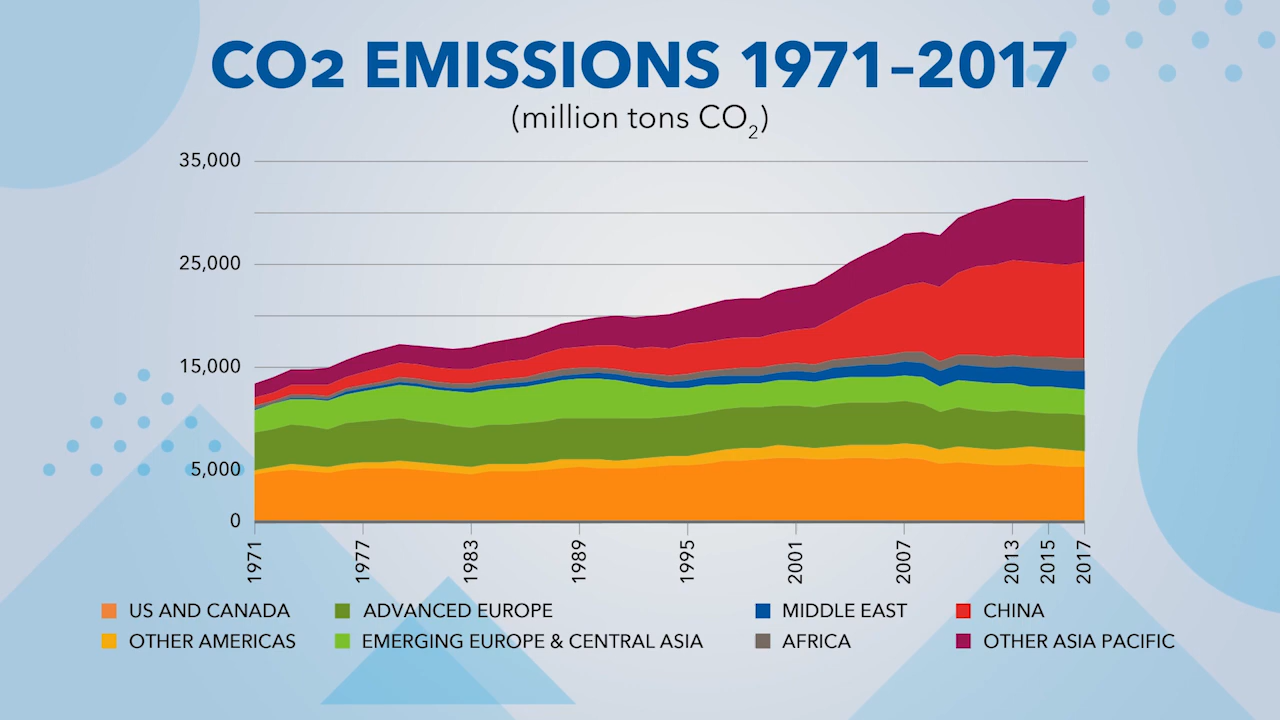 CO2 EMISSIONS 1971–2017
(million tons CO₂)
35,000
25,000
15,000
5,000
0
1971 1977 1983 1989 1995 2001 2007 2013 2015 2017
US AND CANADA ADVANCED EUROPE MIDDLE EAST CHINA
OTHER AMERICAS EMERGING EUROPE & CENTRAL ASIA AFRICA OTHER ASIA PACIFIC